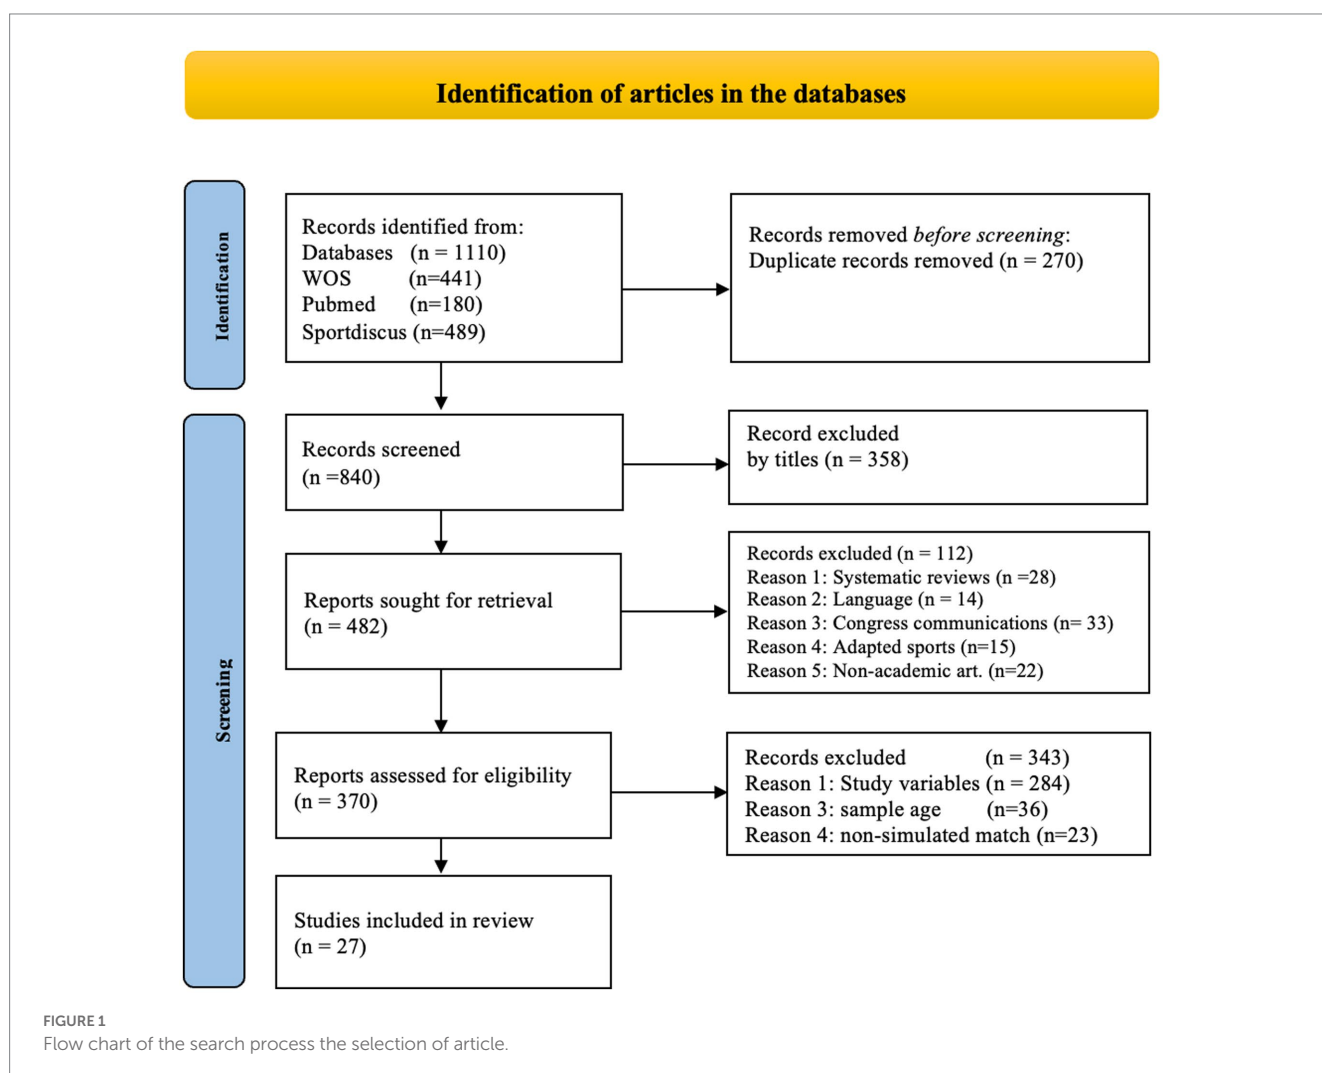 Identification of articles in the databases
Identification
Records identified from:
Databases (n = 1110)
WOS (n=441)
Pubmed (n=180)
Sportdiscus (n=489)
Records removed before screening:
Duplicate records removed (n = 270)
Screening
Records screened
(n =840)
Record excluded
by titles (n = 358)
Reports sought for retrieval
(n = 482)
Records excluded (n = 112)
Reason 1: Systematic reviews (n =28)
Reason 2: Language (n = 14)
Reason 3: Congress communications (n= 33)
Reason 4: Adapted sports (n=15)
Reason 5: Non-academic art. (n=22)
Reports assessed for eligibility
(n = 370)
Records excluded (n = 343)
Reason 1: Study variables (n = 284)
Reason 3: sample age (n=36)
Reason 4: non-simulated match (n=23)
Studies included in review
(n = 27)
FIGURE 1
Flow chart of the search process the selection of article.